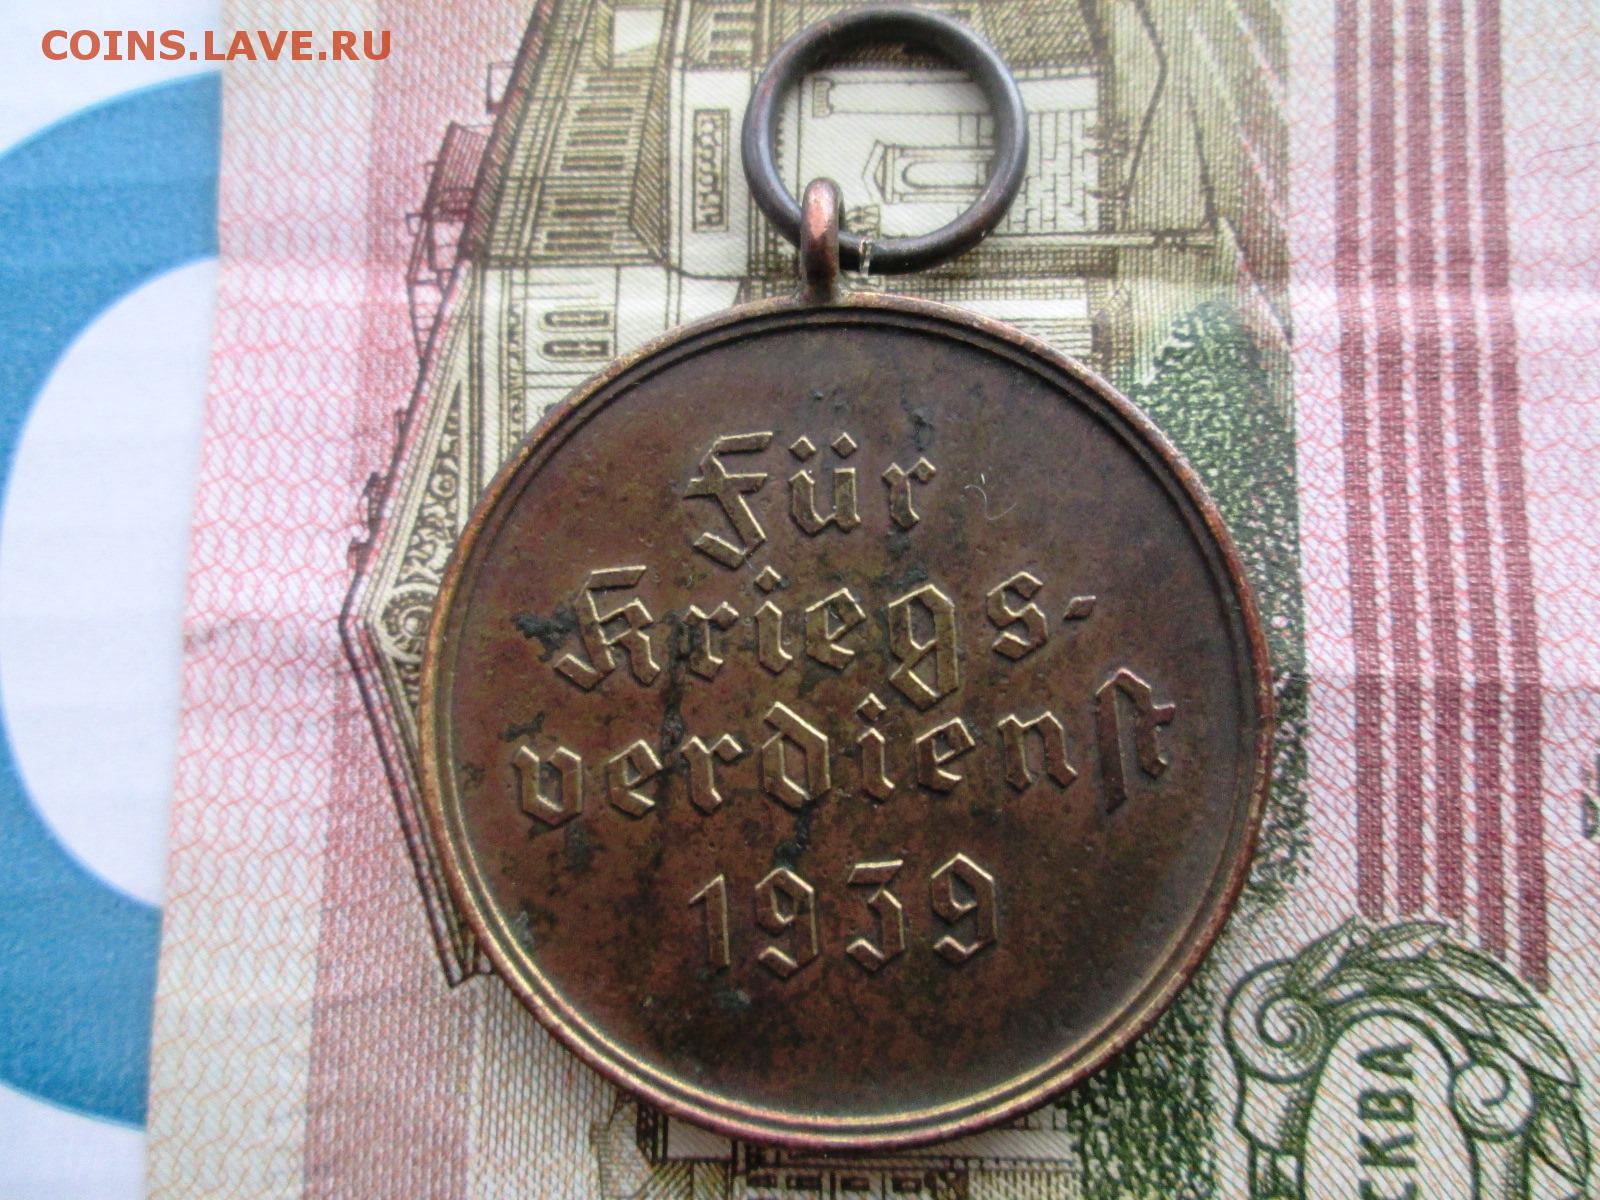 COINS.LAVE.RU
Für
Kriegs-
verdienst
1939